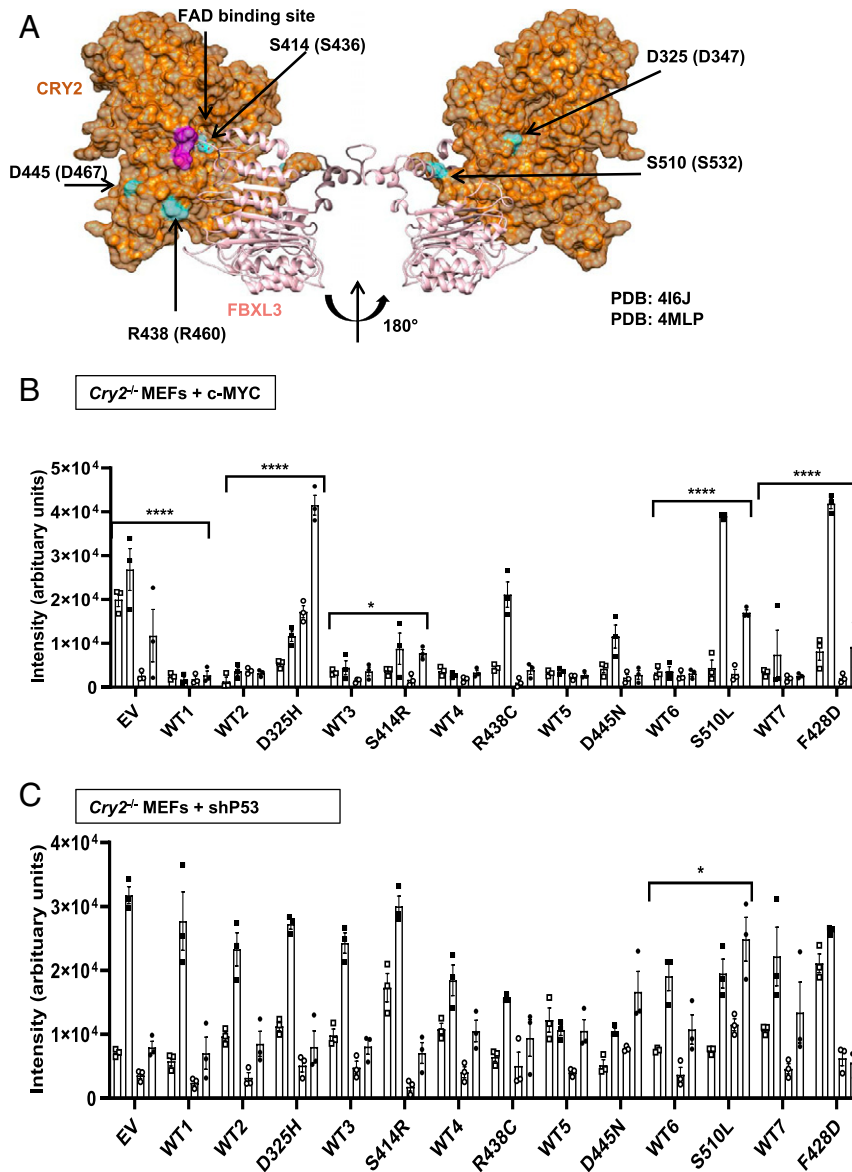 A
FAD binding site
S414 (S436)
CRY2
D325 (D347)
D445 (D467)
S510 (S532)
R438 (R460)
FBXL3
180°
PDB: 4I6J
PDB: 4MLP
B
Cry2-/- MEFs + c-MYC
Intensity (arbituary units)
5×10⁴
4×10⁴
3×10⁴
2×10⁴
1×10⁴
0
**** **** * **** ****
EV WT1 WT2 D325H WT3 S414R WT4 R438C WT5 D445N WT6 S510L WT7 F428D
C
Cry2-/- MEFs + shP53
Intensity (arbituary units)
4×10⁴
3×10⁴
2×10⁴
1×10⁴
0
*
EV WT1 WT2 D325H WT3 S414R WT4 R438C WT5 D445N WT6 S510L WT7 F428D